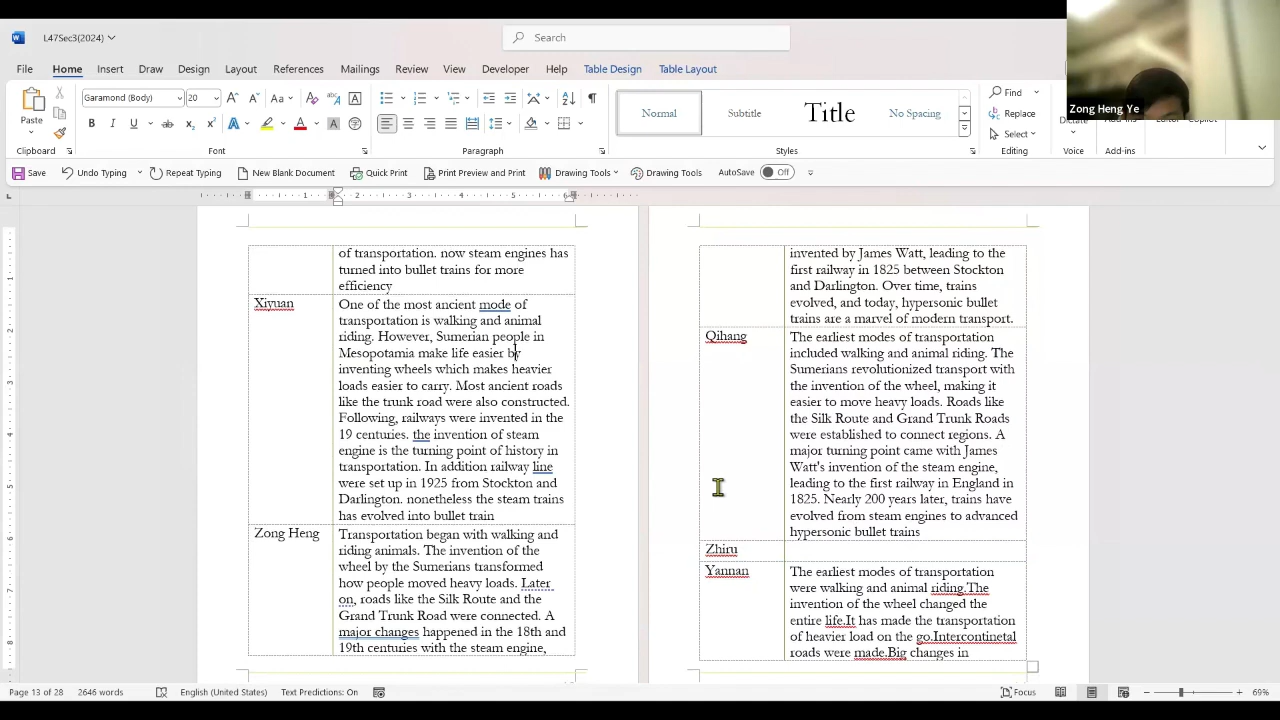 L47Sec3(2024)
Search
Zong Heng Ye
File Home Insert Draw Design Layout References Mailings Review View Developer Help Table Design Table Layout
Garamond (Body) 20
Paste
Normal
Subtitle
Title
No Spacing
Find
Replace
Select
Dictate
Add-ins
Clipboard Font Paragraph Styles Editing Voice Add-ins
Save Undo Typing Repeat Typing New Blank Document Quick Print Print Preview and Print Drawing Tools Drawing Tools AutoSave Off
of transportation. now steam engines has
turned into bullet trains for more
efficiency
Xiyuan
One of the most ancient mode of
transportation is walking and animal
riding. However, Sumerian people in
Mesopotamia make life easier by
inventing wheels which makes heavier
loads easier to carry. Most ancient roads
like the trunk road were also constructed.
Following, railways were invented in the
19 centuries. the invention of steam
engine is the turning point of history in
transportation. In addition railway line
were set up in 1925 from Stockton and
Darlington. nonetheless the steam trains
has evolved into bullet train
Zong Heng
Transportation began with walking and
riding animals. The invention of the
wheel by the Sumerians transformed
how people moved heavy loads. Later
on, roads like the Silk Route and the
Grand Trunk Road were connected. A
major changes happened in the 18th and
19th centuries with the steam engine,
invented by James Watt, leading to the
first railway in 1825 between Stockton
and Darlington. Over time, trains
evolved, and today, hypersonic bullet
trains are a marvel of modern transport.
Qihang
The earliest modes of transportation
included walking and animal riding. The
Sumerians revolutionized transport with
the invention of the wheel, making it
easier to move heavy loads. Roads like
the Silk Route and Grand Trunk Roads
were established to connect regions. A
major turning point came with James
Watt's invention of the steam engine,
leading to the first railway in England in
1825. Nearly 200 years later, trains have
evolved from steam engines to advanced
hypersonic bullet trains
Zhiru
Yannan
The earliest modes of transportation
were walking and animal riding.The
invention of the wheel changed the
entire life.It has made the transportation
of heavier load on the go.Intercontinetal
roads were made.Big changes in
Page 13 of 28 2646 words English (United States) Text Predictions: On Focus 69%